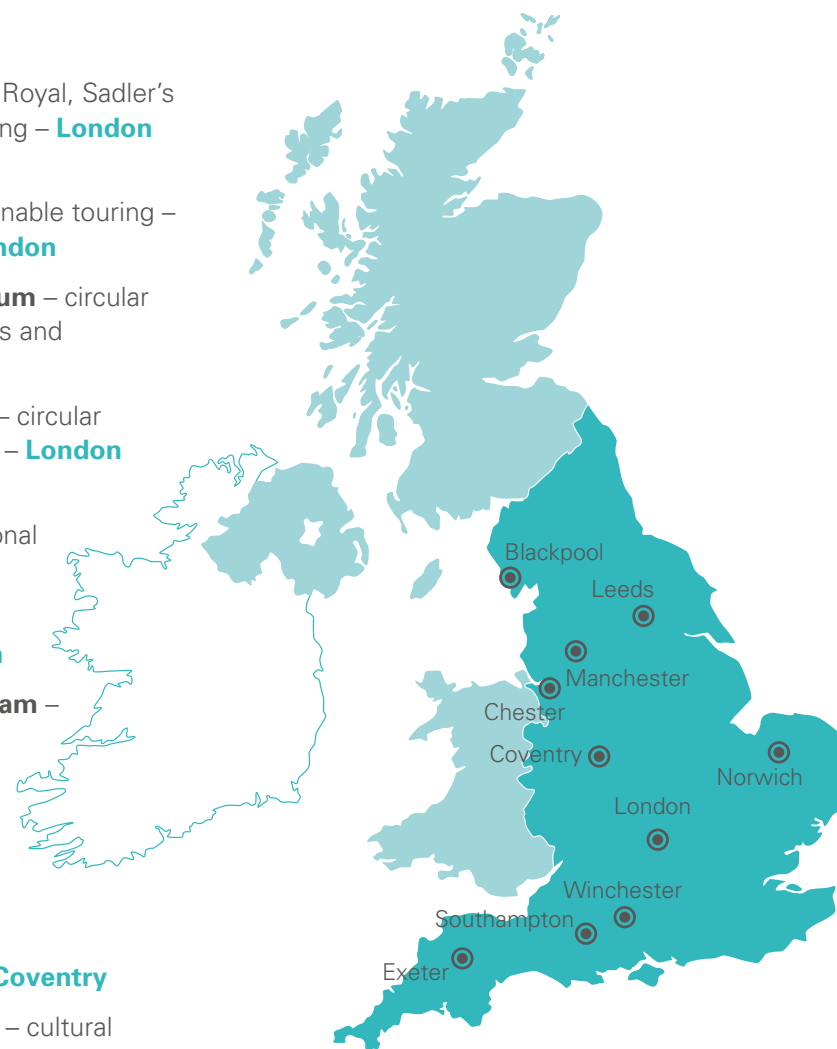 Royal, Sadler's
ng – London
nable touring –
ndon
um – circular
s and
– circular
– London
onal
am –
Coventry
– cultural
Blackpool
Leeds
Manchester
Chester
Coventry
Norwich
London
Winchester
Southampton
Exeter